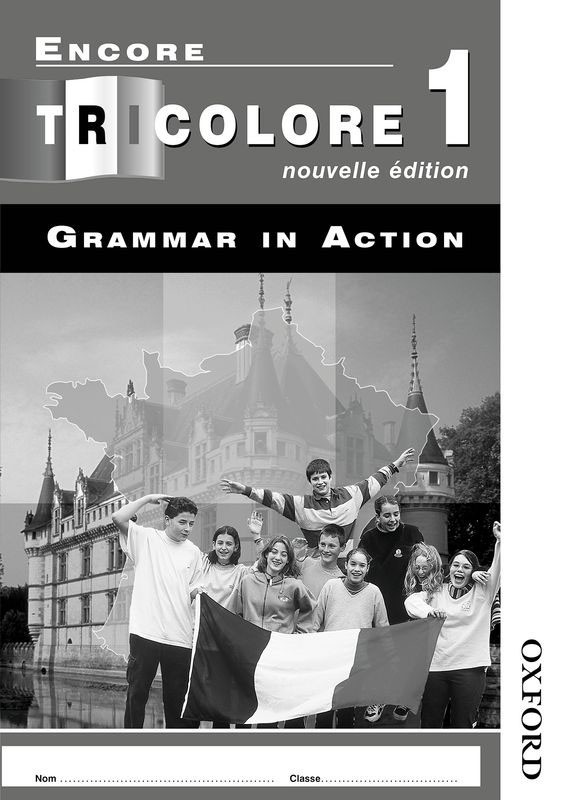 ENCORE
TRICOLORE 1
nouvelle édition
GRAMMAR IN ACTION
OXFORD
Nom ........................................................ Classe.................................